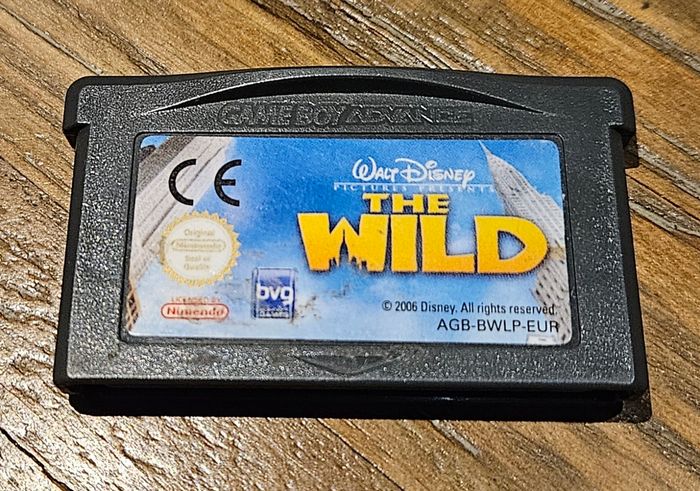 GAME BOY ADVANCE
CE
WALT DISNEY
PICTURES PRESENTS
THE
WILD
Original
Nintendo
Seal of
Quality
LICENSED BY
Nintendo
bvg
© 2006 Disney. All rights reserved.
AGB-BWLP-EUR